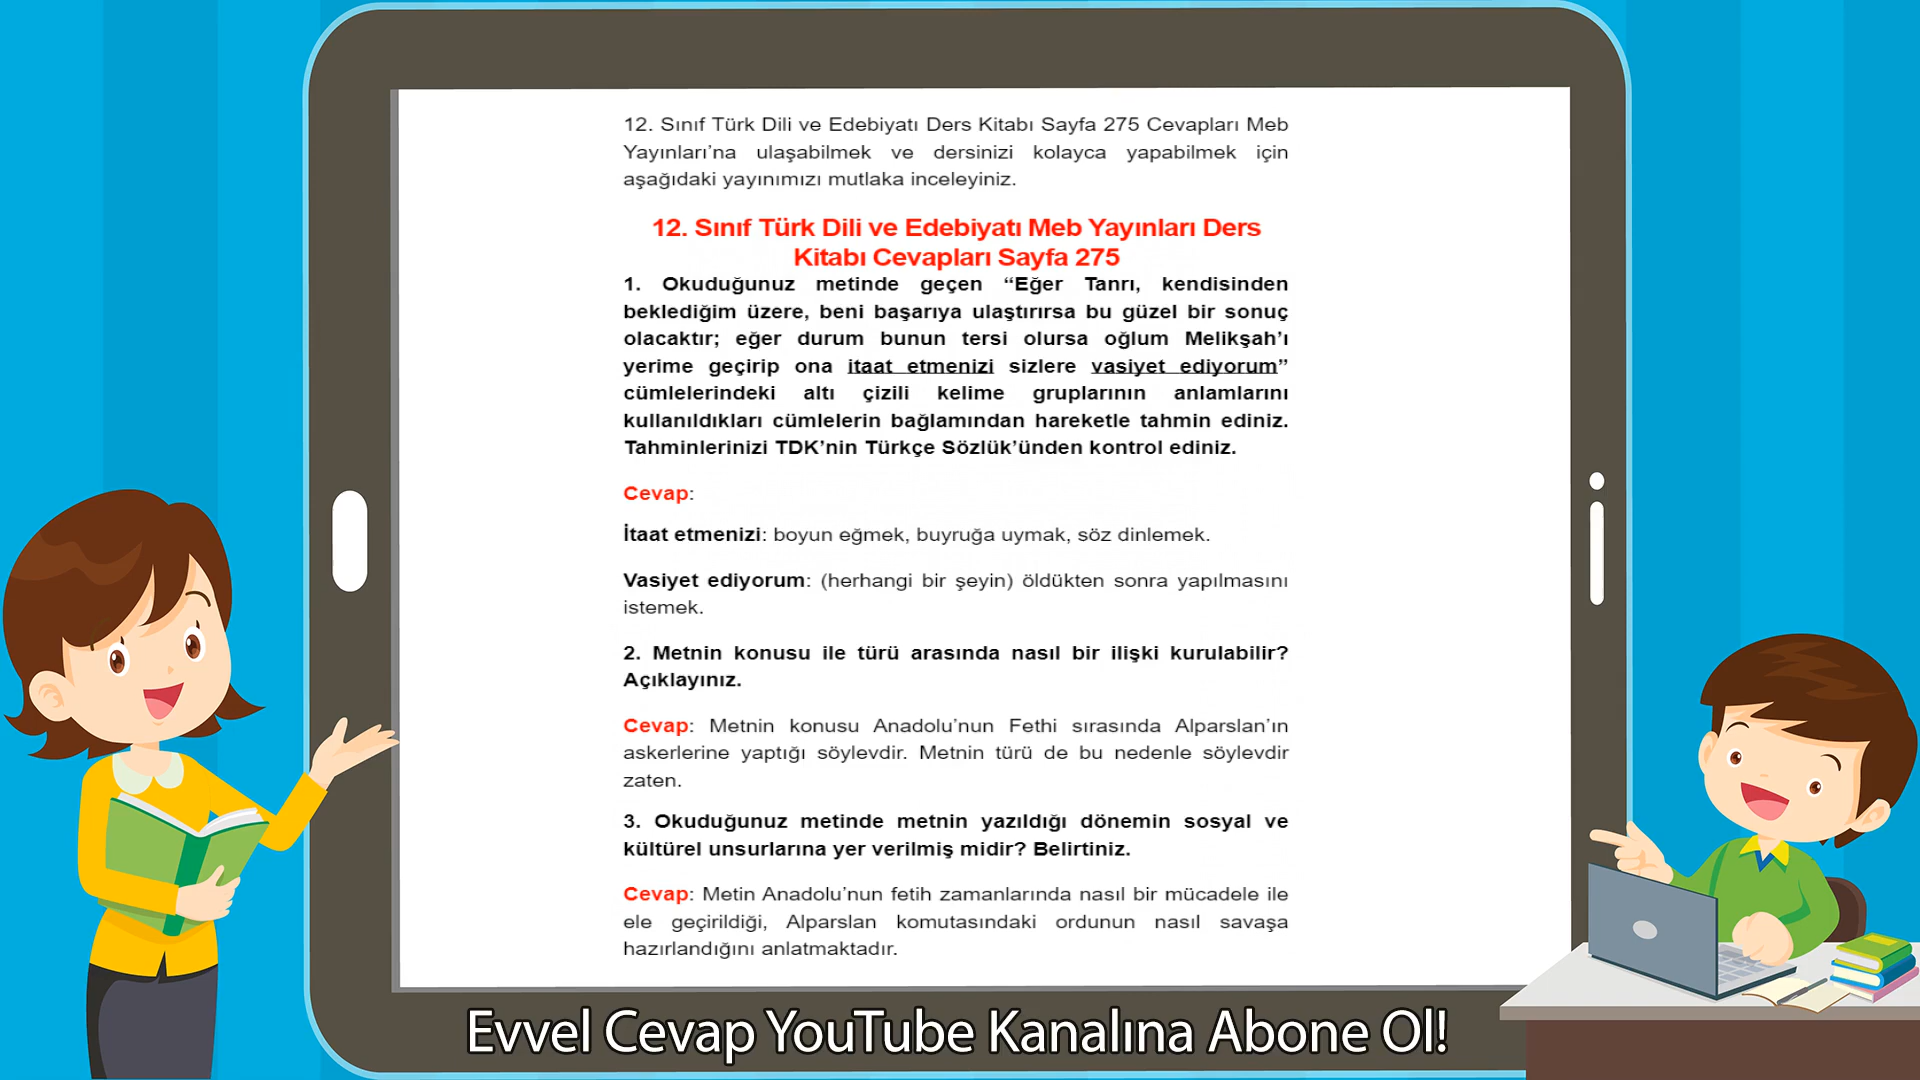 12. Sınıf Türk Dili ve Edebiyatı Ders Kitabı Sayfa 275 Cevapları Meb
Yayınları’na ulaşabilmek ve dersinizi kolayca yapabilmek için
aşağıdaki yayınımızı mutlaka inceleyiniz.
12. Sınıf Türk Dili ve Edebiyatı Meb Yayınları Ders
Kitabı Cevapları Sayfa 275
1. Okuduğunuz metinde geçen “Eğer Tanrı, kendisinden
beklediğim üzere, beni başarıya ulaştırırsa bu güzel bir sonuç
olacaktır; eğer durum bunun tersi olursa oğlum Melikşah’ı
yerime geçirip ona itaat etmenizi sizlere vasiyet ediyorum”
cümlelerindeki altı çizili kelime gruplarının anlamlarını
kullanıldıkları cümlelerin bağlamından hareketle tahmin ediniz.
Tahminlerinizi TDK’nin Türkçe Sözlük’ünden kontrol ediniz.
Cevap:
İtaat etmenizi: boyun eğmek, buyruğa uymak, söz dinlemek.
Vasiyet ediyorum: (herhangi bir şeyin) öldükten sonra yapılmasını
istemek.
2. Metnin konusu ile türü arasında nasıl bir ilişki kurulabilir?
Açıklayınız.
Cevap: Metnin konusu Anadolu’nun Fethi sırasında Alparslan’ın
askerlerine yaptığı söylevdir. Metnin türü de bu nedenle söylevdir
zaten.
3. Okuduğunuz metinde metnin yazıldığı dönemin sosyal ve
kültürel unsurlarına yer verilmiş midir? Belirtiniz.
Cevap: Metin Anadolu’nun fetih zamanlarında nasıl bir mücadele ile
ele geçirildiği, Alparslan komutasındaki ordunun nasıl savaşa
hazırlandığını anlatmaktadır.
Evvel Cevap YouTube Kanalına Abone Ol!